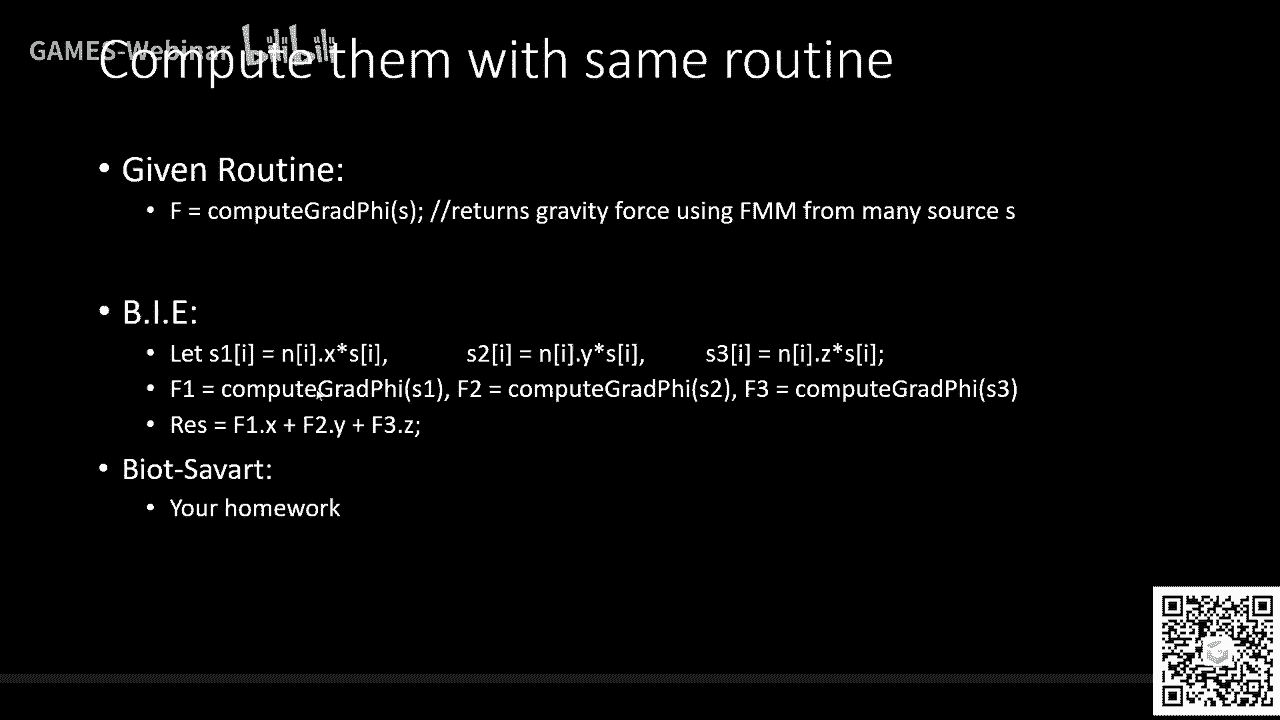 GAMES-Webinar bilibili
Compute them with same routine
• Given Routine:
• F = computeGradPhi(s); //returns gravity force using FMM from many source s
• B.I.E:
• Let s1[i] = n[i].x*s[i], s2[i] = n[i].y*s[i], s3[i] = n[i].z*s[i];
• F1 = computeGradPhi(s1), F2 = computeGradPhi(s2), F3 = computeGradPhi(s3)
• Res = F1.x + F2.y + F3.z;
• Biot-Savart:
• Your homework